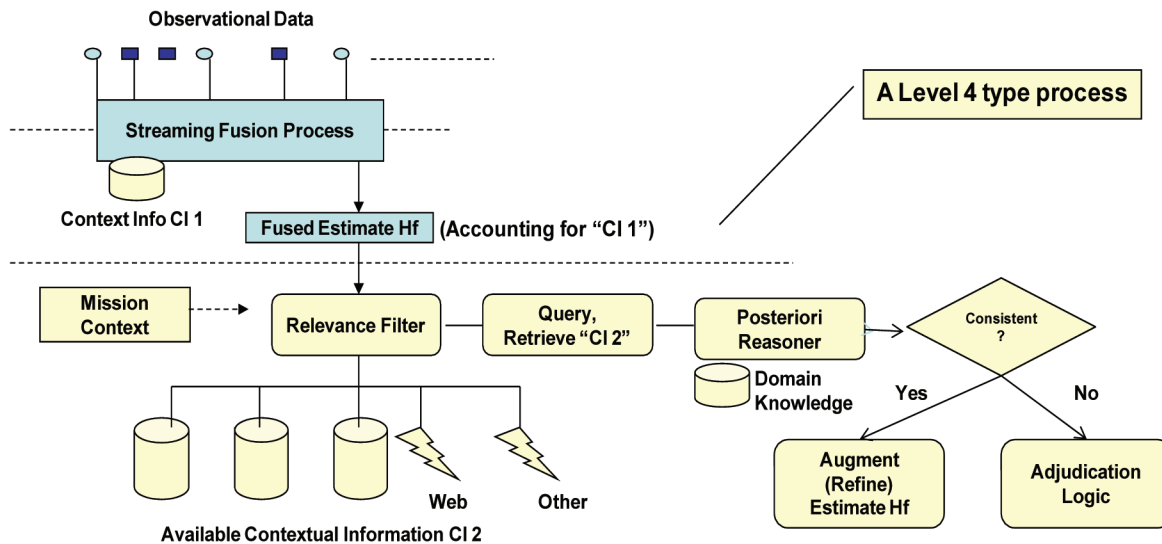 Observational Data
A Level 4 type process
Streaming Fusion Process
Context Info CI 1
Fused Estimate Hf
(Accounting for “CI 1”)
Mission
Context
Relevance Filter
Query,
Retrieve “CI 2”
Posteriori
Reasoner
Consistent
?
Domain
Knowledge
Yes
No
Web
Other
Augment
(Refine)
Estimate Hf
Adjudication
Logic
Available Contextual Information CI 2